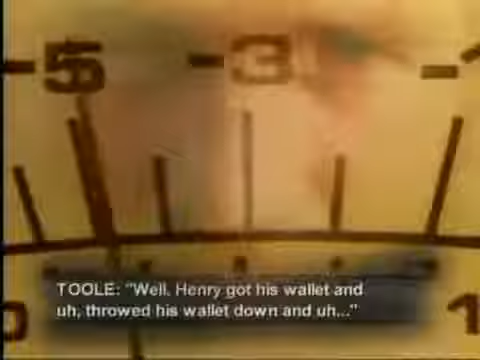 -5 -3 -1
TOOLE: "Well, Henry got his wallet and
uh, throwed his wallet down and uh..."
0 1